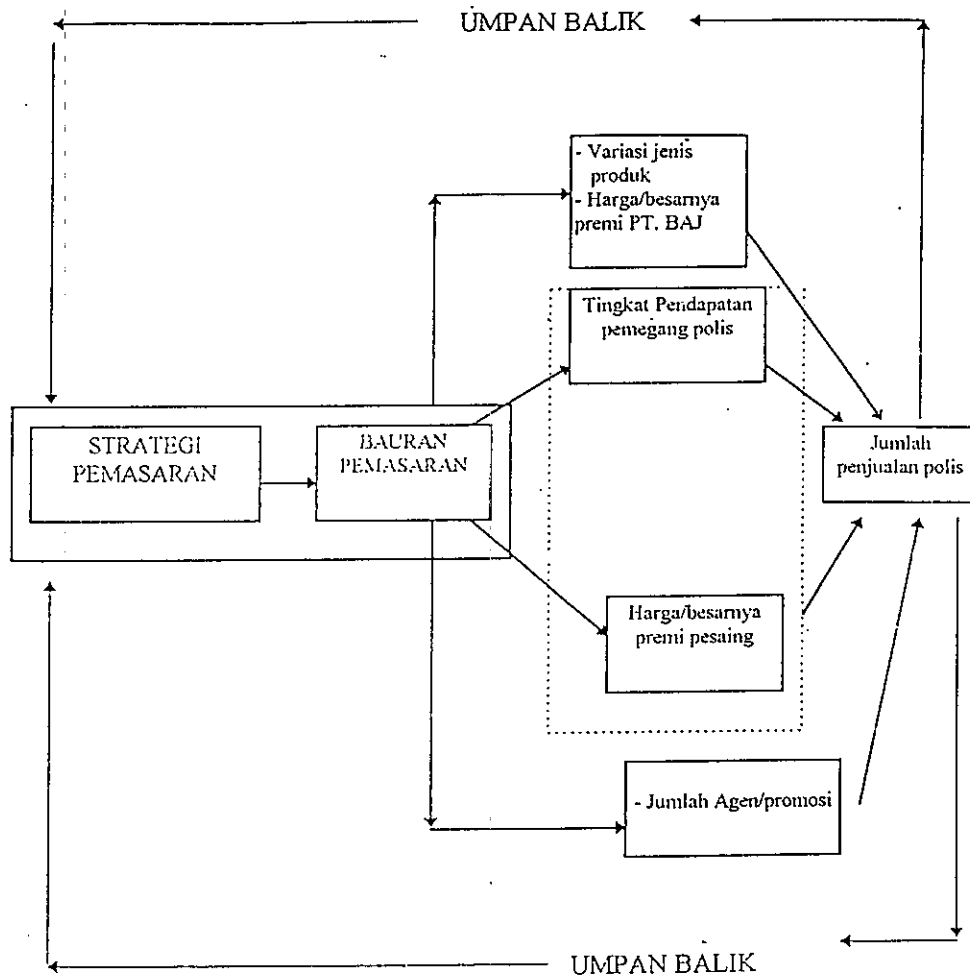 UMPAN BALIK
- Variasi jenis
produk
- Harga/besarnya
premi PT. BAJ
Tingkat Pendapatan
pemegang polis
STRATEGI
PEMASARAN
BAURAN
PEMASARAN
Jumlah
penjualan polis
Harga/besarnya
premi pesaing
- Jumlah Agen/promosi
UMPAN BALIK